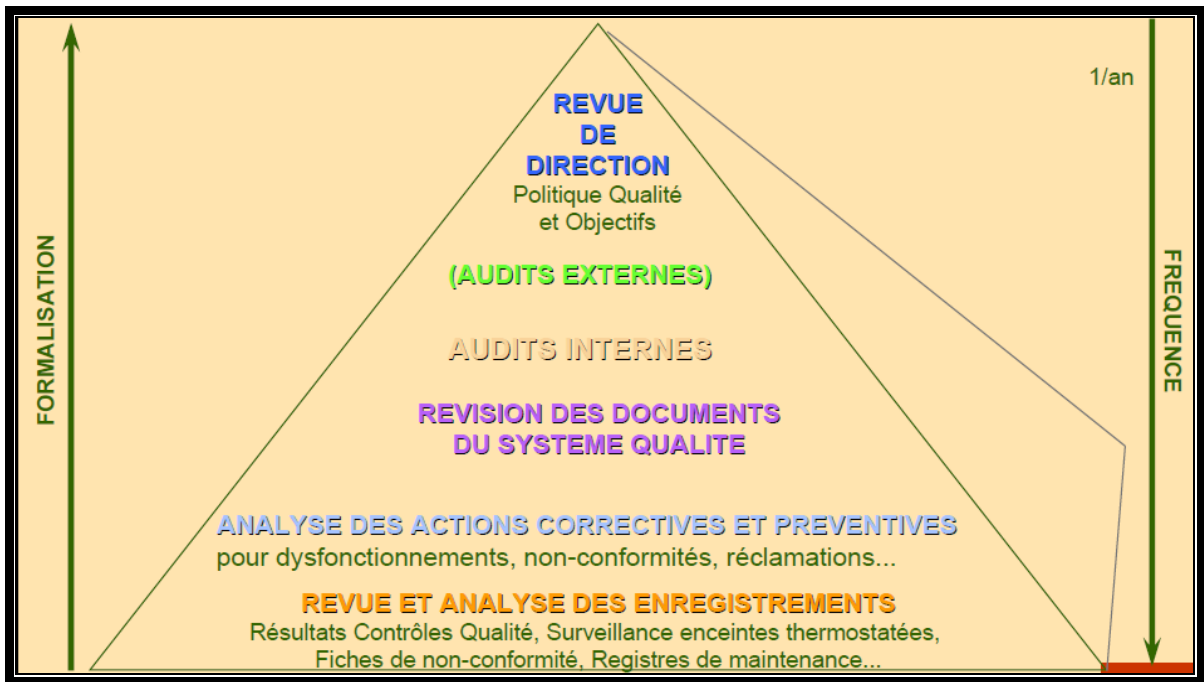 1/an
REVUE
DE
DIRECTION
Politique Qualité
et Objectifs
(AUDITS EXTERNES)
AUDITS INTERNES
REVISION DES DOCUMENTS
DU SYSTEME QUALITE
ANALYSE DES ACTIONS CORRECTIVES ET PREVENTIVES
pour dysfonctionnements, non-conformités, réclamations...
REVUE ET ANALYSE DES ENREGISTREMENTS
Résultats Contrôles Qualité, Surveillance enceintes thermostatées,
Fiches de non-conformité, Registres de maintenance...
FORMALISATION
FREQUENCE